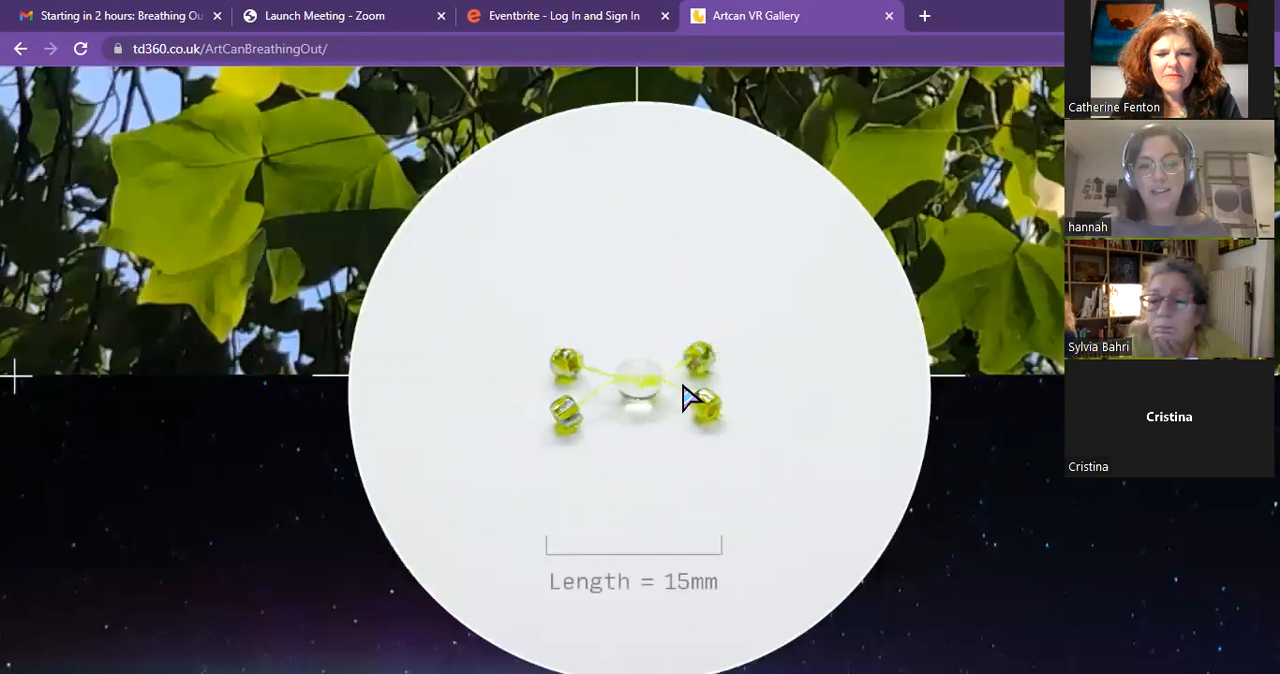 Starting in 2 hours: Breathing Ou
Launch Meeting - Zoom
Eventbrite - Log In and Sign In
Artcan VR Gallery
td360.co.uk/ArtCanBreathingOut/
Catherine Fenton
hannah
Sylvia Bahri
Cristina
Cristina
Length = 15mm